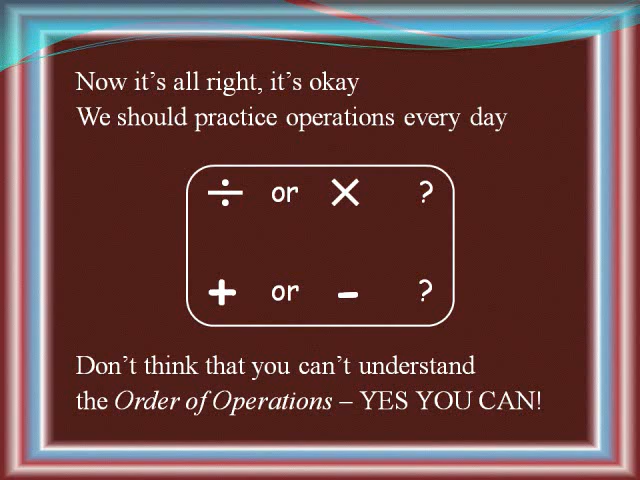 Now it’s all right, it’s okay
We should practice operations every day
÷ or × ?
+ or - ?
Don’t think that you can’t understand
the Order of Operations – YES YOU CAN!